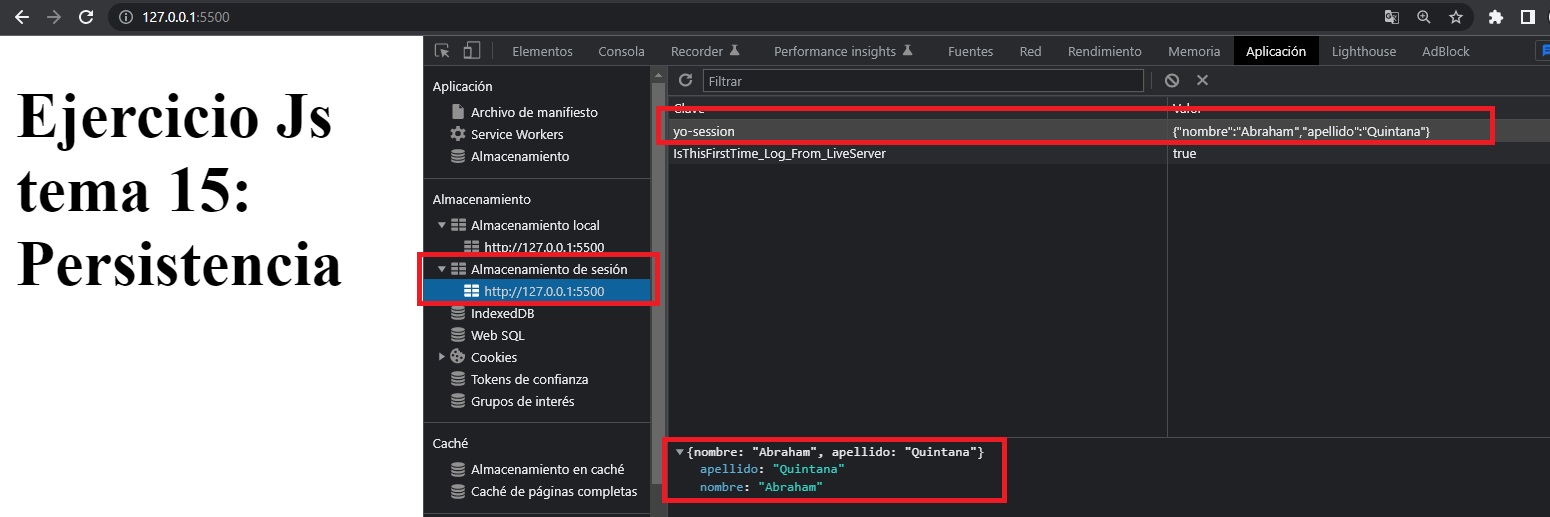 127.0.0.1:5500
Ejercicio Js
tema 15:
Persistencia
Elementos Consola Recorder Performance insights Fuentes Red Rendimiento Memoria Aplicación Lighthouse AdBlock
Aplicación
Archivo de manifiesto
Service Workers
Almacenamiento
Almacenamiento
Almacenamiento local
http://127.0.0.1:5500
Almacenamiento de sesión
http://127.0.0.1:5500
IndexedDB
Web SQL
Cookies
Tokens de confianza
Grupos de interés
Caché
Almacenamiento en caché
Caché de páginas completas
Filtrar
Clave Valor
yo-session {"nombre":"Abraham","apellido":"Quintana"}
IsThisFirstTime_Log_From_LiveServer true
{nombre: "Abraham", apellido: "Quintana"}
apellido: "Quintana"
nombre: "Abraham"